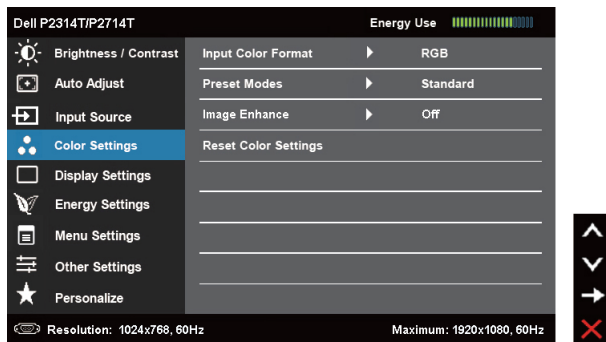 Dell P2314T/P2714T Energy Use
Brightness / Contrast Input Color Format RGB
Auto Adjust Preset Modes Standard
Input Source Image Enhance Off
Color Settings Reset Color Settings
Display Settings
Energy Settings
Menu Settings
Other Settings
Personalize
Resolution: 1024x768, 60Hz Maximum: 1920x1080, 60Hz